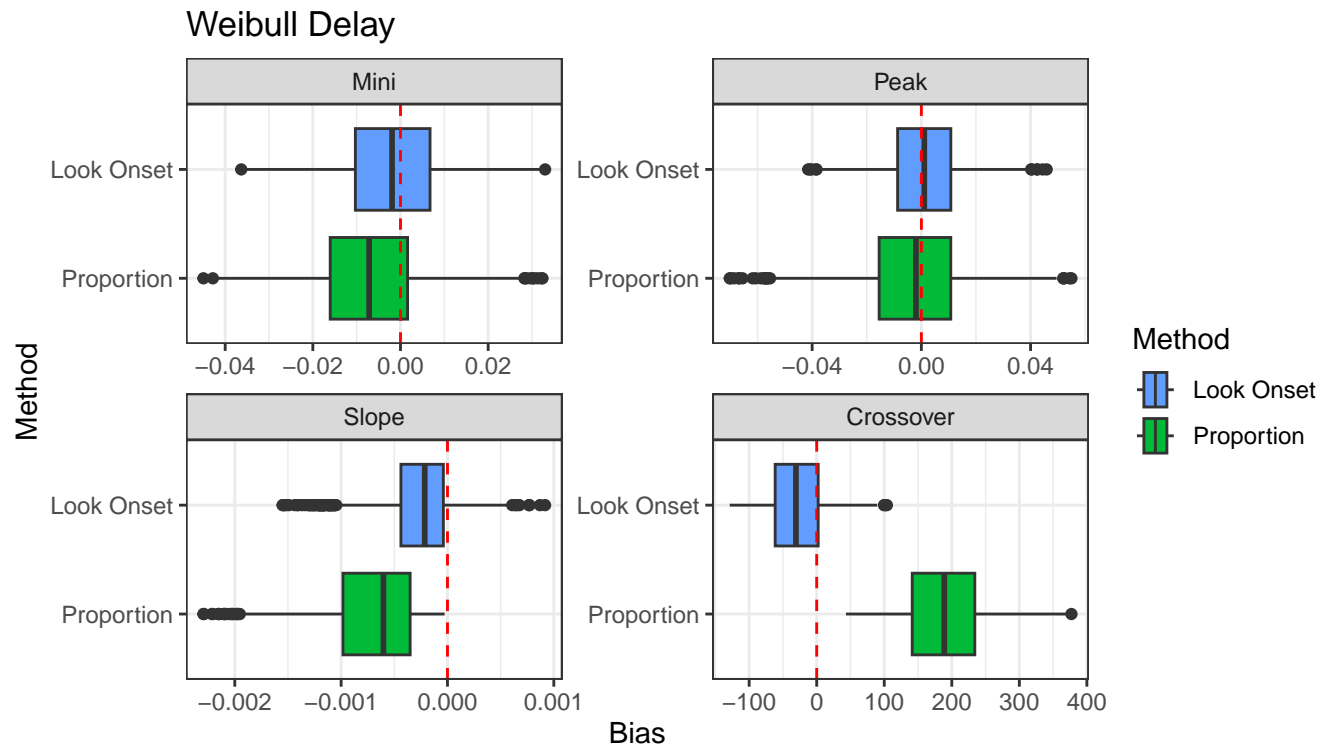 Weibull Delay
Mini
Peak
Look Onset
Proportion
−0.04 −0.02 0.00 0.02
Look Onset
Proportion
−0.04 0.00 0.04
Slope
Crossover
Look Onset
Proportion
−0.002 −0.001 0.000 0.001
Look Onset
Proportion
−100 0 100 200 300 400
Method
Bias
Method
Look Onset
Proportion